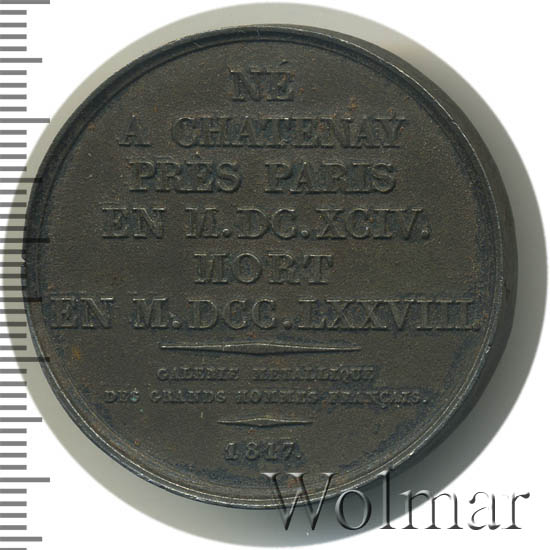 NÉ
A CHATENAY
PRÈS PARIS
EN M.DC.XCIV.
MORT
EN M.DCC.LXXVIII.
GALERIE METALLIQUE
DES GRANDS HOMMES FRANÇAIS.
1817.
Wolmar